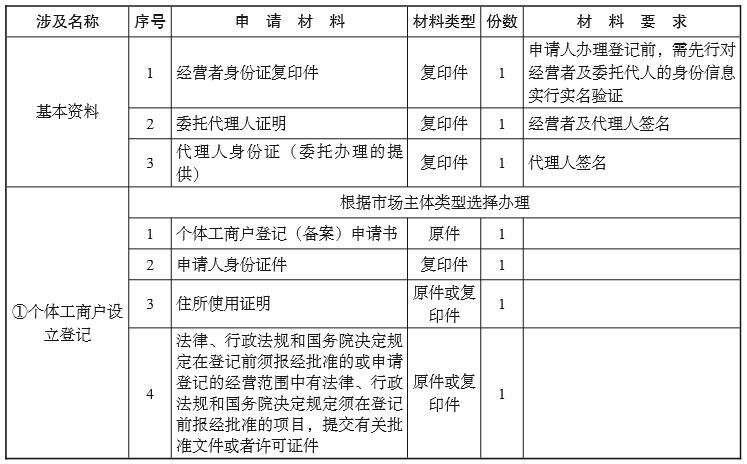 涉及名称 序号 申 请 材 料 材料类型 份数 材 料 要 求
基本资料
1 经营者身份证复印件 复印件 1
申请人办理登记前，需先行对
经营者及委托代人的身份信息
实行实名验证
2 委托代理人证明 复印件 1 经营者及代理人签名
3
代理人身份证（委托办理的提
供）
复印件 1 代理人签名
①个体工商户设
立登记
根据市场主体类型选择办理
1 个体工商户登记（备案）申请书 原件 1
2 申请人身份证件 复印件 1
3 住所使用证明
原件或复
印件
1
4
法律、行政法规和国务院决定规
定在登记前须报经批准的或申请
登记的经营范围中有法律、行政
法规和国务院决定规定须在登记
前报经批准的项目，提交有关批
准文件或者许可证件
原件或复
印件
1